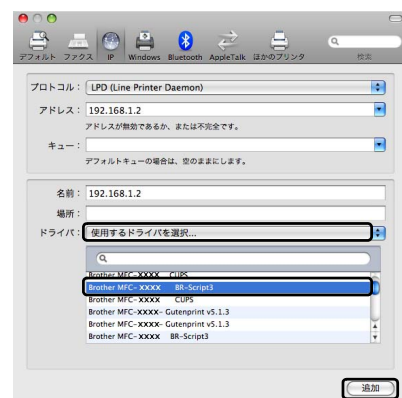 デフォルト ファクス IP Windows Bluetooth AppleTalk ほかのプリンタ 検索
プロトコル： LPD (Line Printer Daemon)
アドレス： 192.168.1.2
アドレスが無効であるか、または不完全です。
キュー：
デフォルトキューの場合は、空のままにします。
名前： 192.168.1.2
場所：
ドライバ： 使用するドライバを選択...
Brother MFC-XXXX CUPS
Brother MFC- XXXX BR-Script3
Brother MFC- XXXX CUPS
Brother MFC-XXXX- Gutenprint v5.1.3
Brother MFC-XXXX- Gutenprint v5.1.3
Brother MFC- XXXX BR-Script3
追加